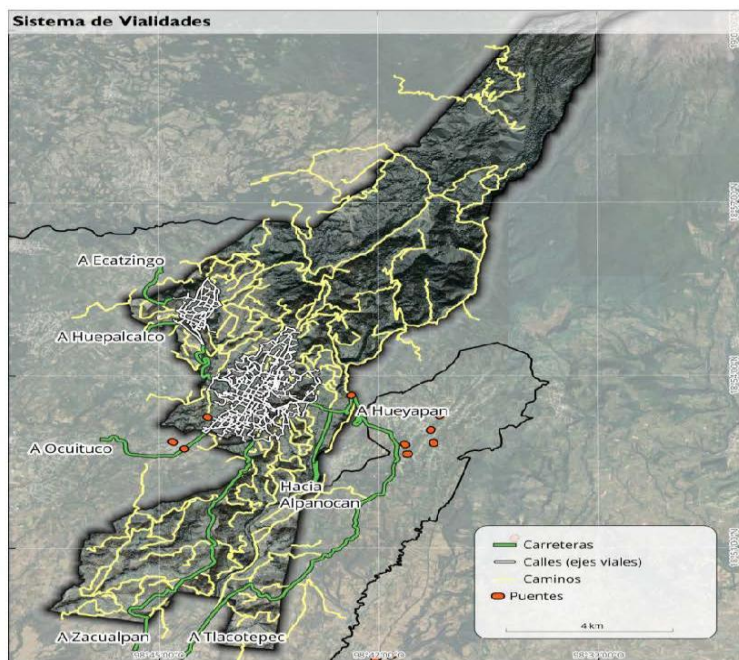 Sistema de Vialidades
A Ecatzingo
A Huepalcalco
A Hueyapan
A Ocuituco
Hacia
Alpanocan
A Zacualpan
A Tlacotepec
Carreteras
Calles (ejes viales)
Caminos
Puentes
4 km